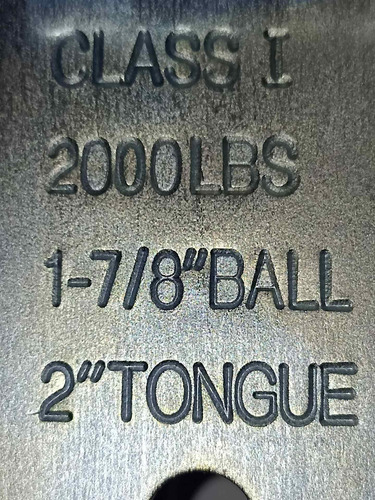 CLASS I
2000LBS
1-7/8"BALL
2"TONGUE